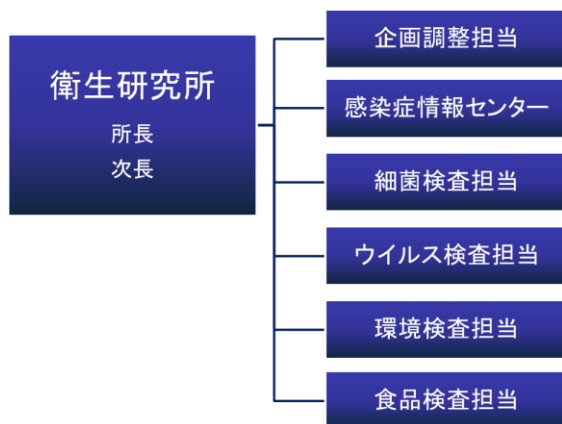 衛生研究所
所長
次長
企画調整担当
感染症情報センター
細菌検査担当
ウイルス検査担当
環境検査担当
食品検査担当